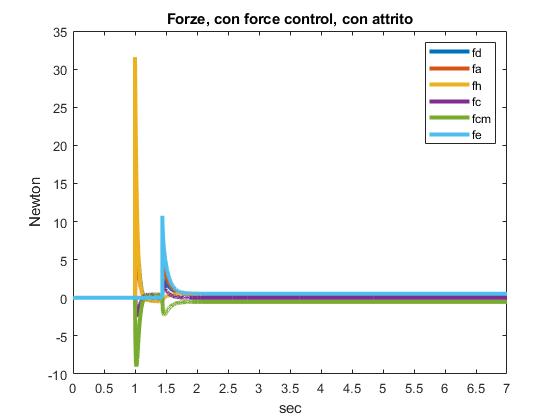 Forze, con force control, con attrito
35
30
25
20
15
10
5
0
-5
-10
Newton
fd
fa
fh
fc
fcm
fe
0 0.5 1 1.5 2 2.5 3 3.5 4 4.5 5 5.5 6 6.5 7
sec